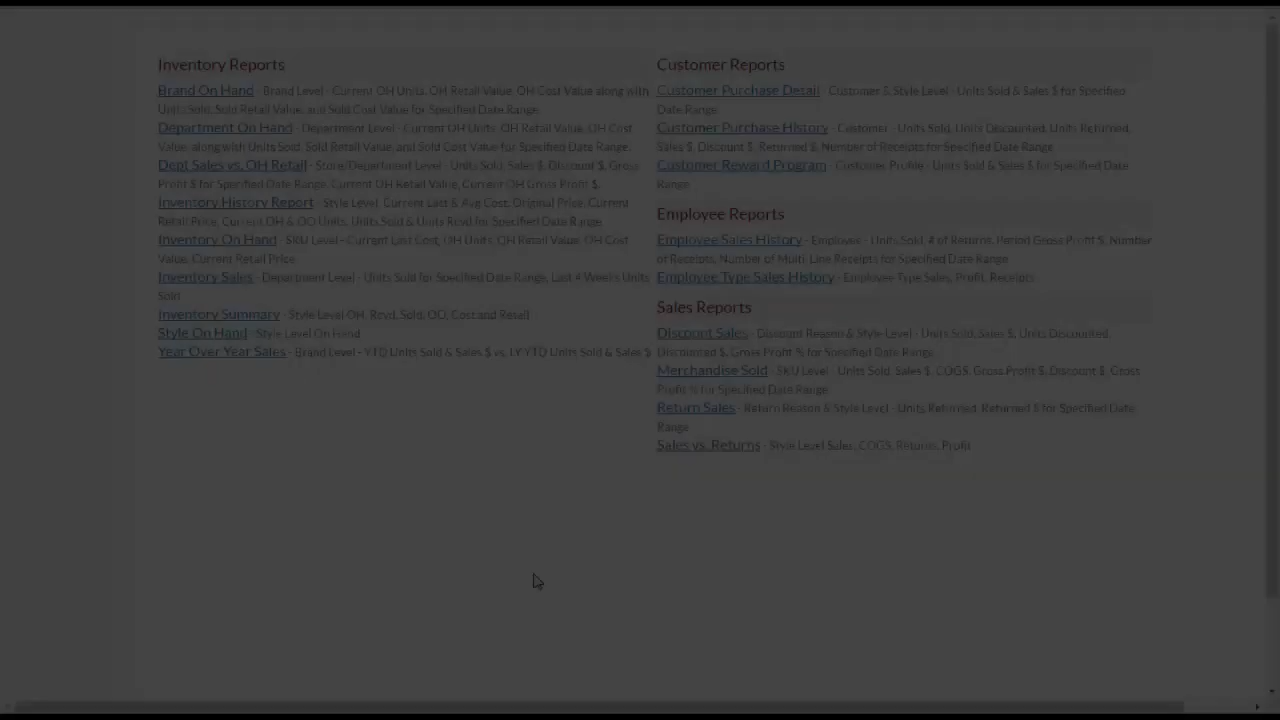 Inventory Reports
Brand On Hand - Brand Level - Current OH Units, OH Retail Value, OH Cost Value along with
Units Sold, Sold Retail Value, and Sold Cost Value for Specified Date Range.
Department On Hand - Department Level - Current OH Units, OH Retail Value, OH Cost
Value, along with Units Sold, Sold Retail Value, and Sold Cost Value for Specified Date Range.
Dept Sales vs. OH Retail - Store/Department Level - Units Sold, Sales $, Discount $, Gross
Profit $ for Specified Date Range, Current OH Retail Value, Current OH Gross Profit $.
Inventory History Report - Style Level, Current Last & Avg Cost, Original Price, Current
Retail Price, Current OH & OO Units, Units Sold & Units Rcvd for Specified Date Range
Inventory On Hand - SKU Level - Current Last Cost, OH Units, OH Retail Value, OH Cost
Value, Current Retail Price
Inventory Sales - Department Level - Units Sold for Specified Date Range, Last 4 Week's Units
Sold
Inventory Summary - Style Level OH, Rcvd, Sold, OO, Cost and Retail
Style On Hand - Style Level On Hand
Year Over Year Sales - Brand Level - YTD Units Sold & Sales $ vs. LY YTD Units Sold & Sales $
Customer Reports
Customer Purchase Detail - Customer & Style Level - Units Sold & Sales $ for Specified
Date Range
Customer Purchase History - Customer - Units Sold, Units Discounted, Units Returned,
Sales $, Discount $, Returned $, Number of Receipts for Specified Date Range
Customer Reward Program - Customer Profile - Units Sold & Sales $ for Specified Date
Range
Employee Reports
Employee Sales History - Employee - Units Sold, # of Returns, Period Gross Profit $, Number
of Receipts, Number of Multi-Line Receipts for Specified Date Range
Employee Type Sales History - Employee Type Sales, Profit, Receipts
Sales Reports
Discount Sales - Discount Reason & Style Level - Units Sold, Sales $, Units Discounted,
Discounted $, Gross Profit % for Specified Date Range
Merchandise Sold - SKU Level - Units Sold, Sales $, COGS, Gross Profit $, Discount $, Gross
Profit % for Specified Date Range
Return Sales - Return Reason & Style Level - Units Returned, Returned $ for Specified Date
Range
Sales vs. Returns - Style Level Sales, COGS, Returns, Profit